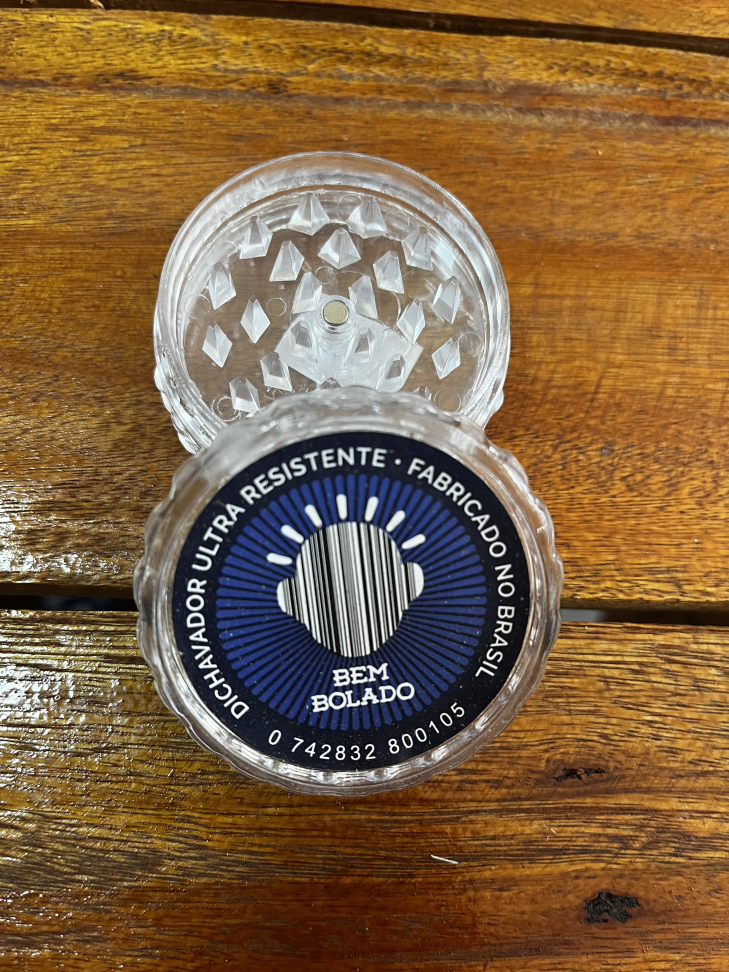 DICHAVADOR ULTRA RESISTENTE · FABRICADO NO BRASIL
BEM
BOLADO
0 742832 800105